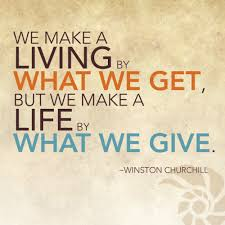 WE MAKE A
LIVING BY
WHAT WE GET,
BUT WE MAKE A
LIFE BY
WHAT WE GIVE.
–WINSTON CHURCHILL